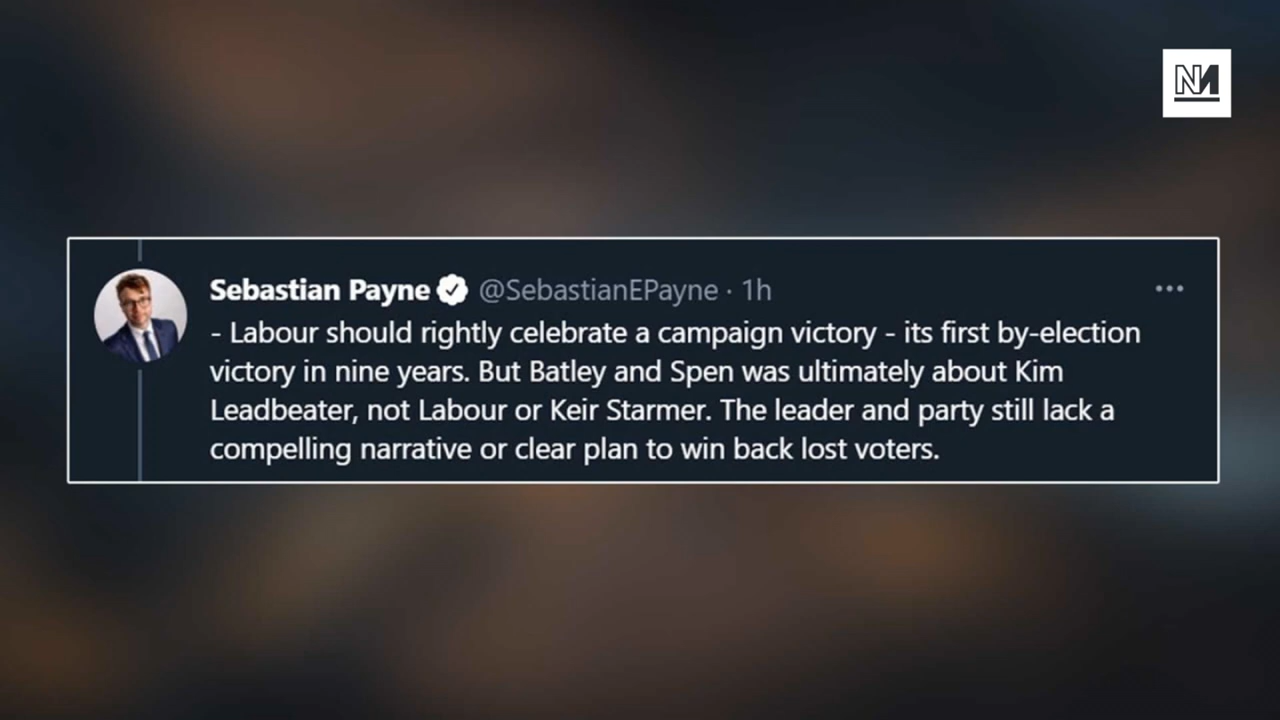 NM
Sebastian Payne @SebastianEPayne · 1h
- Labour should rightly celebrate a campaign victory - its first by-election
victory in nine years. But Batley and Spen was ultimately about Kim
Leadbeater, not Labour or Keir Starmer. The leader and party still lack a
compelling narrative or clear plan to win back lost voters.